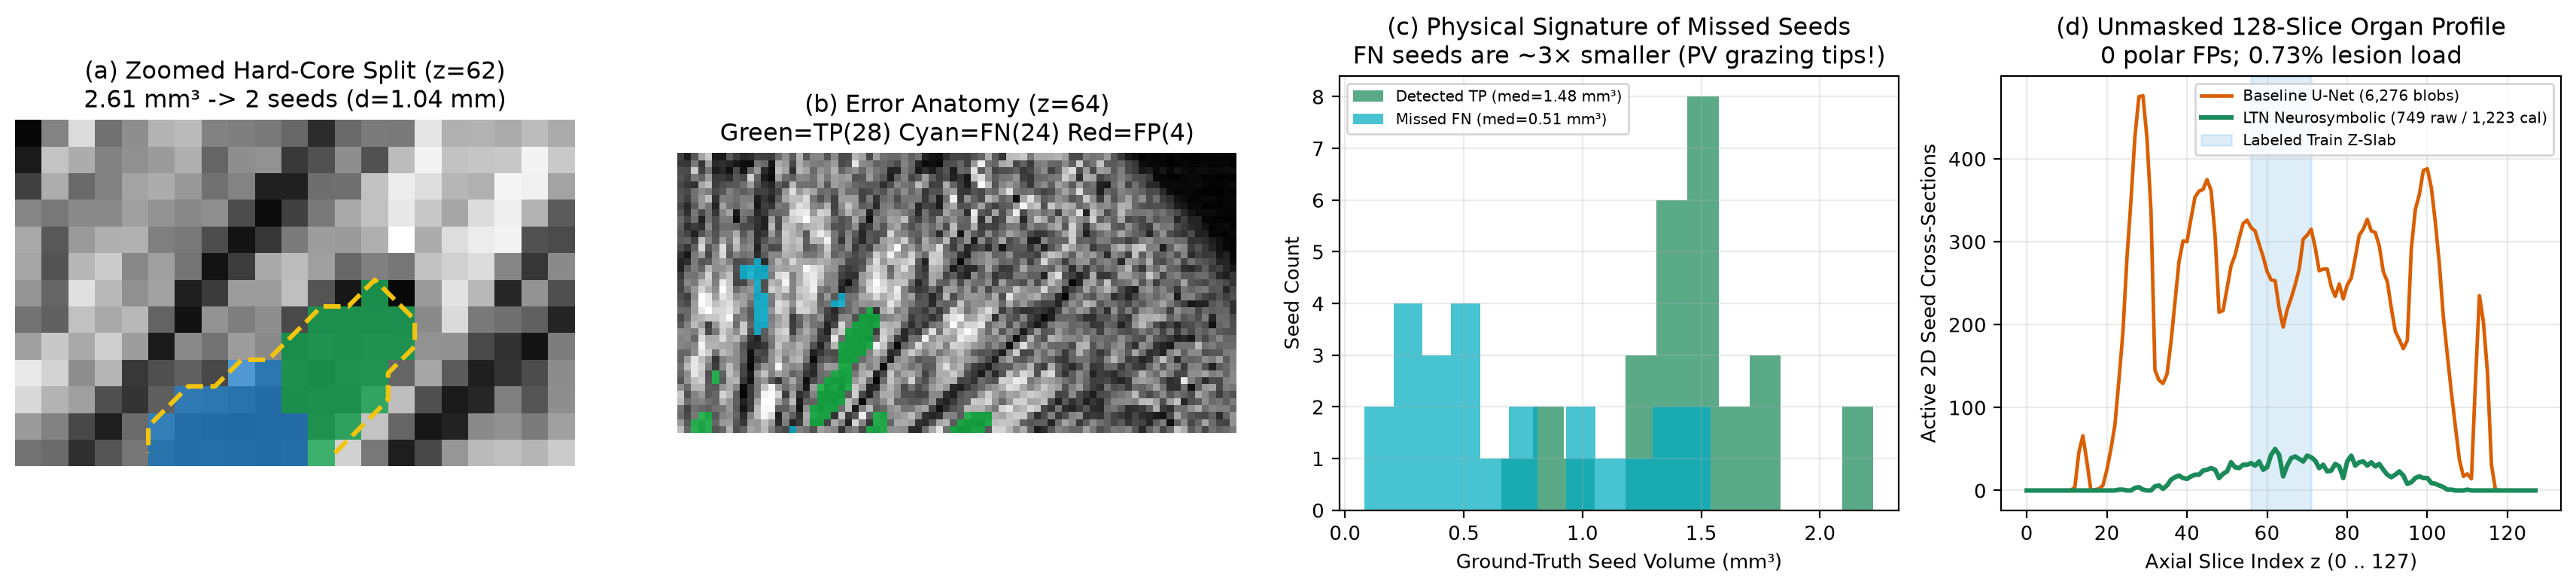 (a) Zoomed Hard-Core Split (z=62)
2.61 mm³ -> 2 seeds (d=1.04 mm)
(b) Error Anatomy (z=64)
Green=TP(28) Cyan=FN(24) Red=FP(4)
(c) Physical Signature of Missed Seeds
FN seeds are ~3× smaller (PV grazing tips!)
Detected TP (med=1.48 mm³)
Missed FN (med=0.51 mm³)
Seed Count
8
7
6
5
4
3
2
1
0
0.0 0.5 1.0 1.5 2.0
Ground-Truth Seed Volume (mm³)
(d) Unmasked 128-Slice Organ Profile
0 polar FPs; 0.73% lesion load
Baseline U-Net (6,276 blobs)
LTN Neurosymbolic (749 raw / 1,223 cal)
Labeled Train Z-Slab
Active 2D Seed Cross-Sections
400
300
200
100
0
0 20 40 60 80 100 120
Axial Slice Index z (0 .. 127)